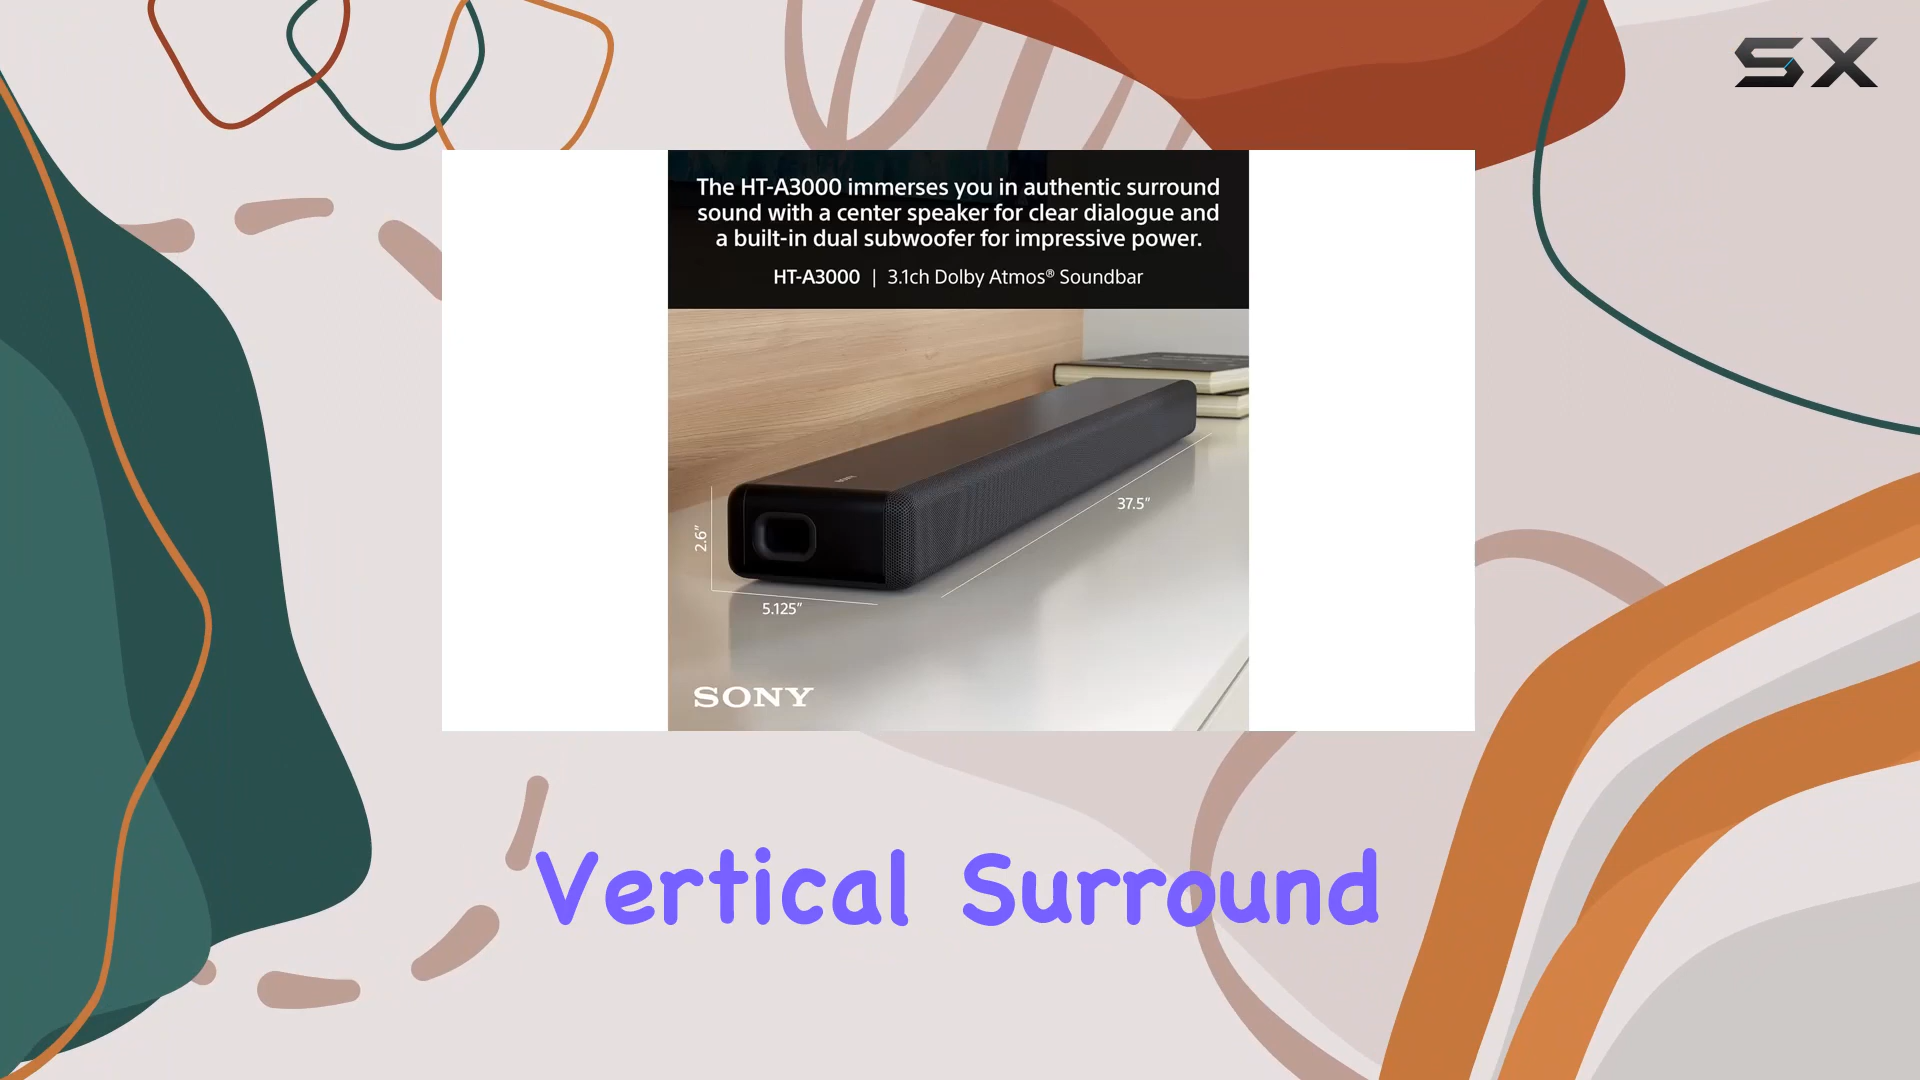 SX
The HT-A3000 immerses you in authentic surround
sound with a center speaker for clear dialogue and
a built-in dual subwoofer for impressive power.
HT-A3000 | 3.1ch Dolby Atmos® Soundbar
37.5"
2.6"
5.125"
SONY
Vertical Surround